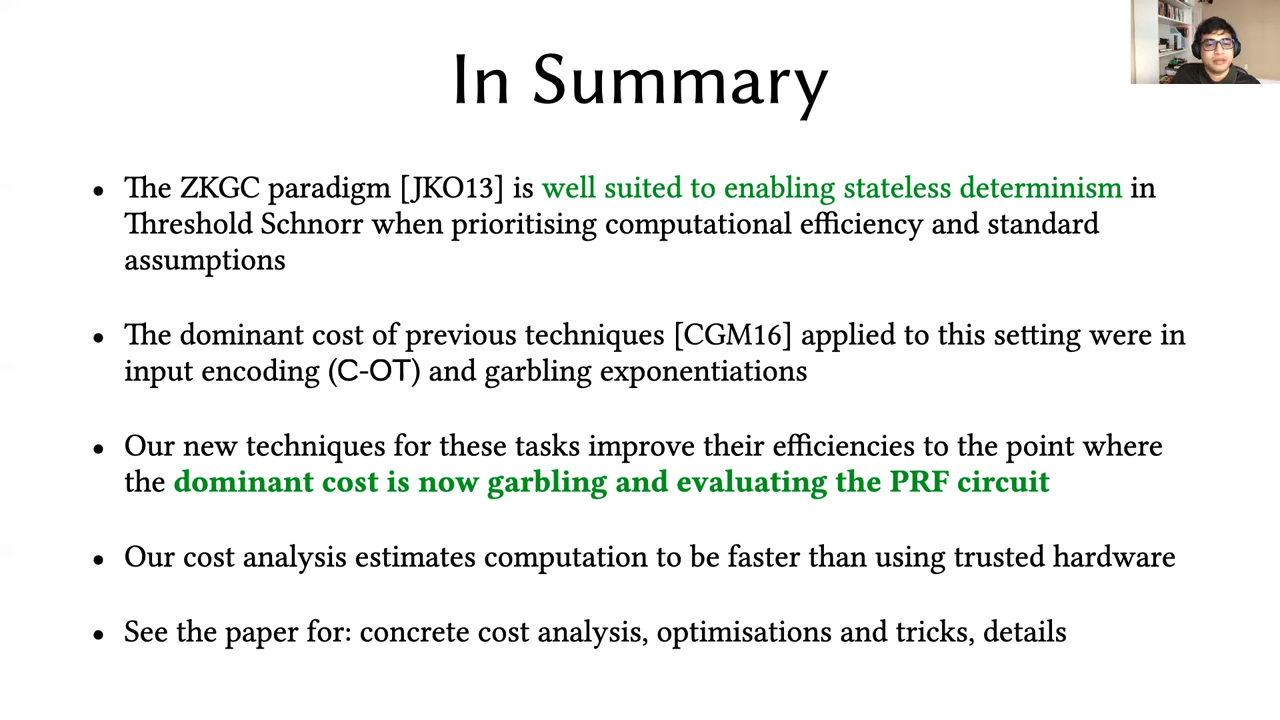 In Summary
• The ZKGC paradigm [JKO13] is well suited to enabling stateless determinism in
Threshold Schnorr when prioritising computational efficiency and standard
assumptions
• The dominant cost of previous techniques [CGM16] applied to this setting were in
input encoding (C-OT) and garbling exponentiations
• Our new techniques for these tasks improve their efficiencies to the point where
the dominant cost is now garbling and evaluating the PRF circuit
• Our cost analysis estimates computation to be faster than using trusted hardware
• See the paper for: concrete cost analysis, optimisations and tricks, details